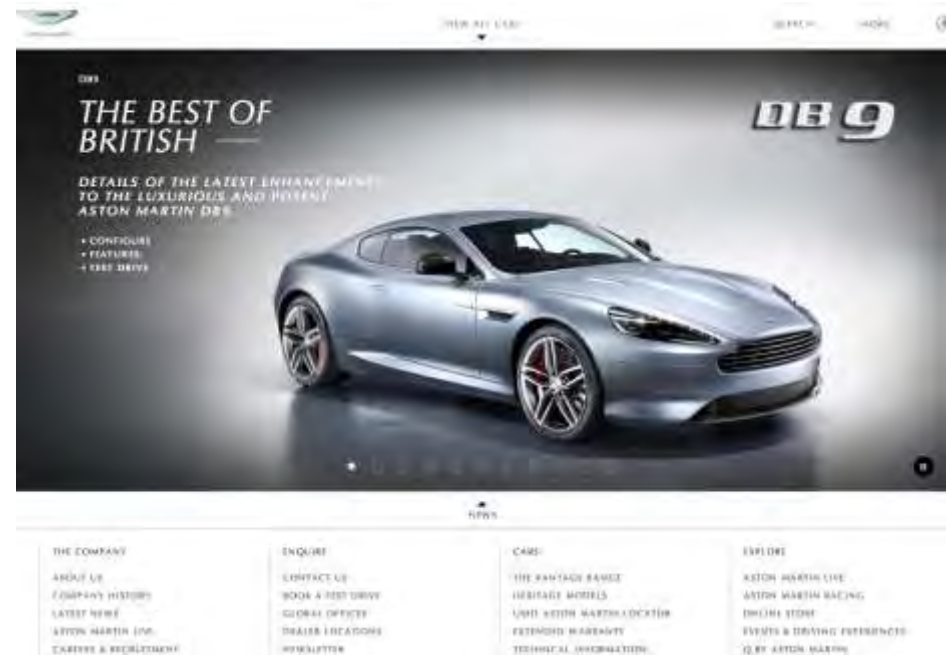 VIEW ALL CARS
SEARCH
MORE
DB9
THE BEST OF
BRITISH
DB9
DETAILS OF THE LATEST ENHANCEMENTS
TO THE LUXURIOUS AND POTENT
ASTON MARTIN DB9
CONFIGURE
FEATURES
TEST DRIVE
NEWS
THE COMPANY
ABOUT US
COMPANY HISTORY
LATEST NEWS
ASTON MARTIN LIVE
CAREERS & RECRUITMENT
ENQUIRE
CONTACT US
BOOK A TEST DRIVE
GLOBAL OFFICES
DEALER LOCATIONS
NEWSLETTER
CARS
THE VANTAGE RANGE
HERITAGE MODELS
USED ASTON MARTIN LOCATOR
EXTENDED WARRANTY
TECHNICAL INFORMATION
EXPLORE
ASTON MARTIN LIVE
ASTON MARTIN RACING
ONLINE STORE
EVENTS & DRIVING EXPERIENCES
Q BY ASTON MARTIN